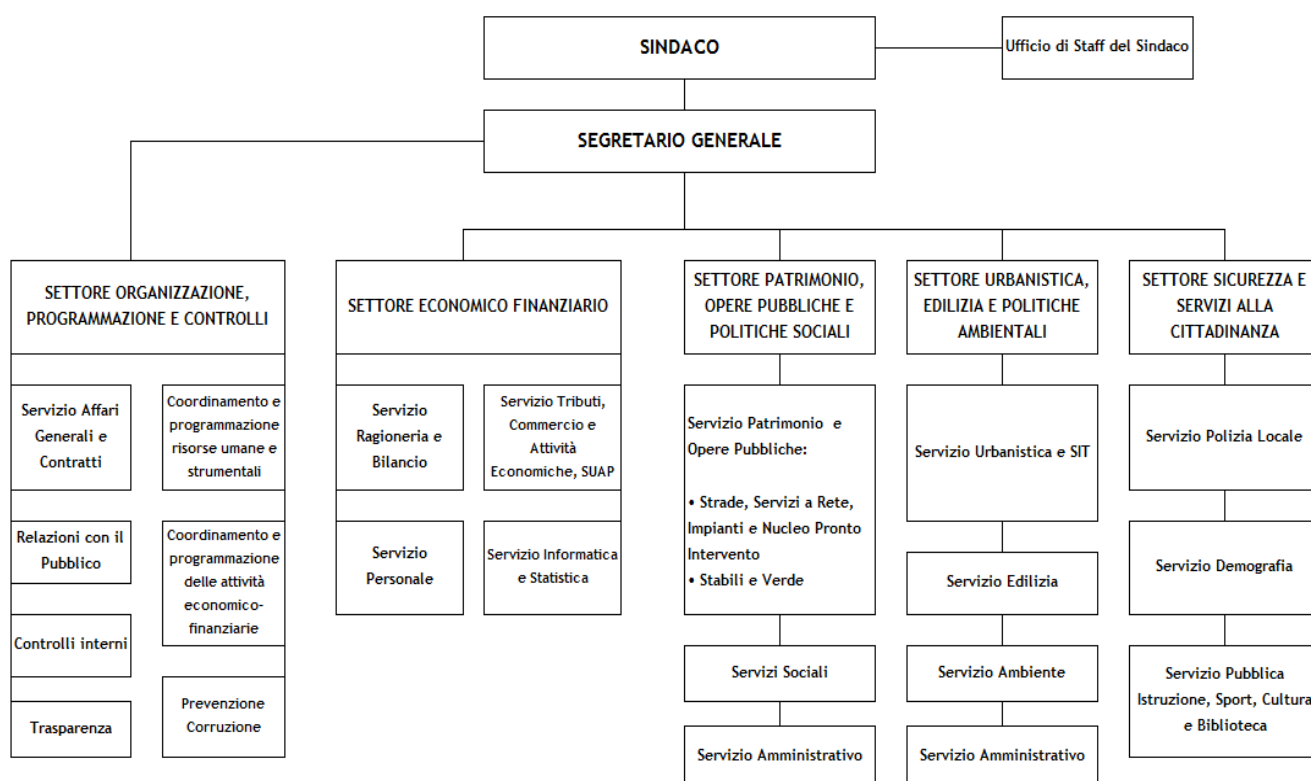 SINDACO
Ufficio di Staff del Sindaco
SEGRETARIO GENERALE
SETTORE ORGANIZZAZIONE,
PROGRAMMAZIONE E CONTROLLI
SETTORE ECONOMICO FINANZIARIO
SETTORE PATRIMONIO,
OPERE PUBBLICHE E
POLITICHE SOCIALI
SETTORE URBANISTICA,
EDILIZIA E POLITICHE
AMBIENTALI
SETTORE SICUREZZA E
SERVIZI ALLA
CITTADINANZA
Servizio Affari
Generali e
Contratti
Relazioni con il
Pubblico
Controlli interni
Trasparenza
Coordinamento e
programmazione
risorse umane e
strumentali
Coordinamento e
programmazione
delle attività
economico-
finanziarie
Prevenzione
Corruzione
Servizio
Ragioneria e
Bilancio
Servizio
Personale
Servizio Tributi,
Commercio e
Attività
Economiche, SUAP
Servizio Informatica
e Statistica
Servizio Patrimonio e
Opere Pubbliche:
• Strade, Servizi a Rete,
Impianti e Nucleo Pronto
Intervento
• Stabili e Verde
Servizi Sociali
Servizio Amministrativo
Servizio Urbanistica e SIT
Servizio Edilizia
Servizio Ambiente
Servizio Amministrativo
Servizio Polizia Locale
Servizio Demografia
Servizio Pubblica
Istruzione, Sport, Cultura
e Biblioteca